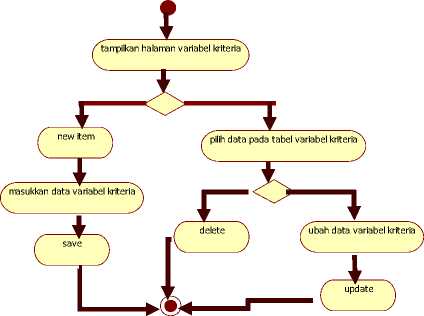 tampilkan halaman variabel kriteria
new item
pilih data pada tabel variabel kriteria
masukkan data variabel kriteria
delete
ubah data variabel kriteria
save
update